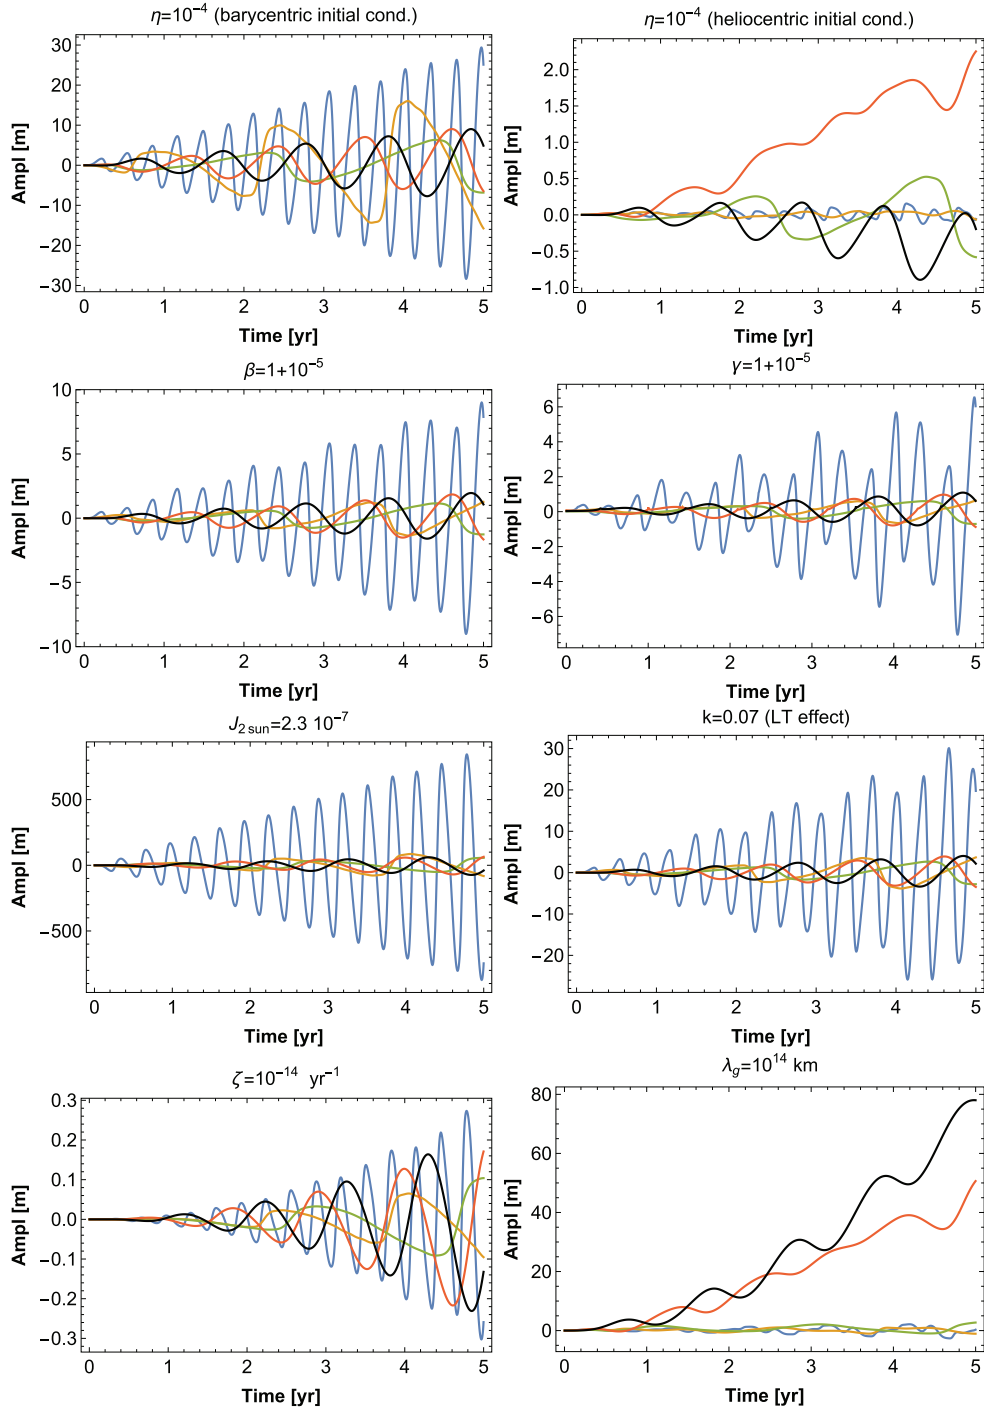 η=10⁻⁴ (barycentric initial cond.)
30
20
10
0
−10
−20
−30
Ampl [m]
0 1 2 3 4 5
Time [yr]
η=10⁻⁴ (heliocentric initial cond.)
2.0
1.5
1.0
0.5
0.0
−0.5
−1.0
Ampl [m]
0 1 2 3 4 5
Time [yr]
β=1+10⁻⁵
10
5
0
−5
−10
Ampl [m]
0 1 2 3 4 5
Time [yr]
γ=1+10⁻⁵
6
4
2
0
−2
−4
−6
Ampl [m]
0 1 2 3 4 5
Time [yr]
J₂ sun=2.3 10⁻⁷
500
0
−500
Ampl [m]
0 1 2 3 4 5
Time [yr]
k=0.07 (LT effect)
30
20
10
0
−10
−20
Ampl [m]
0 1 2 3 4 5
Time [yr]
ζ=10⁻¹⁴ yr⁻¹
0.3
0.2
0.1
0.0
−0.1
−0.2
−0.3
Ampl [m]
0 1 2 3 4 5
Time [yr]
λg=10¹⁴ km
80
60
40
20
0
Ampl [m]
0 1 2 3 4 5
Time [yr]